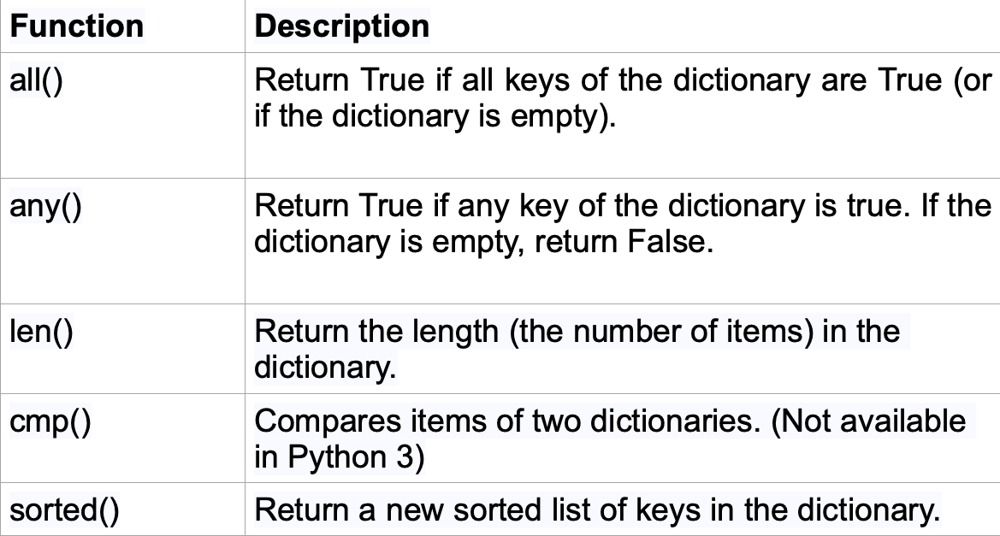 Function Description
all() Return True if all keys of the dictionary are True (or
if the dictionary is empty).
any() Return True if any key of the dictionary is true. If the
dictionary is empty, return False.
len() Return the length (the number of items) in the
dictionary.
cmp() Compares items of two dictionaries. (Not available
in Python 3)
sorted() Return a new sorted list of keys in the dictionary.